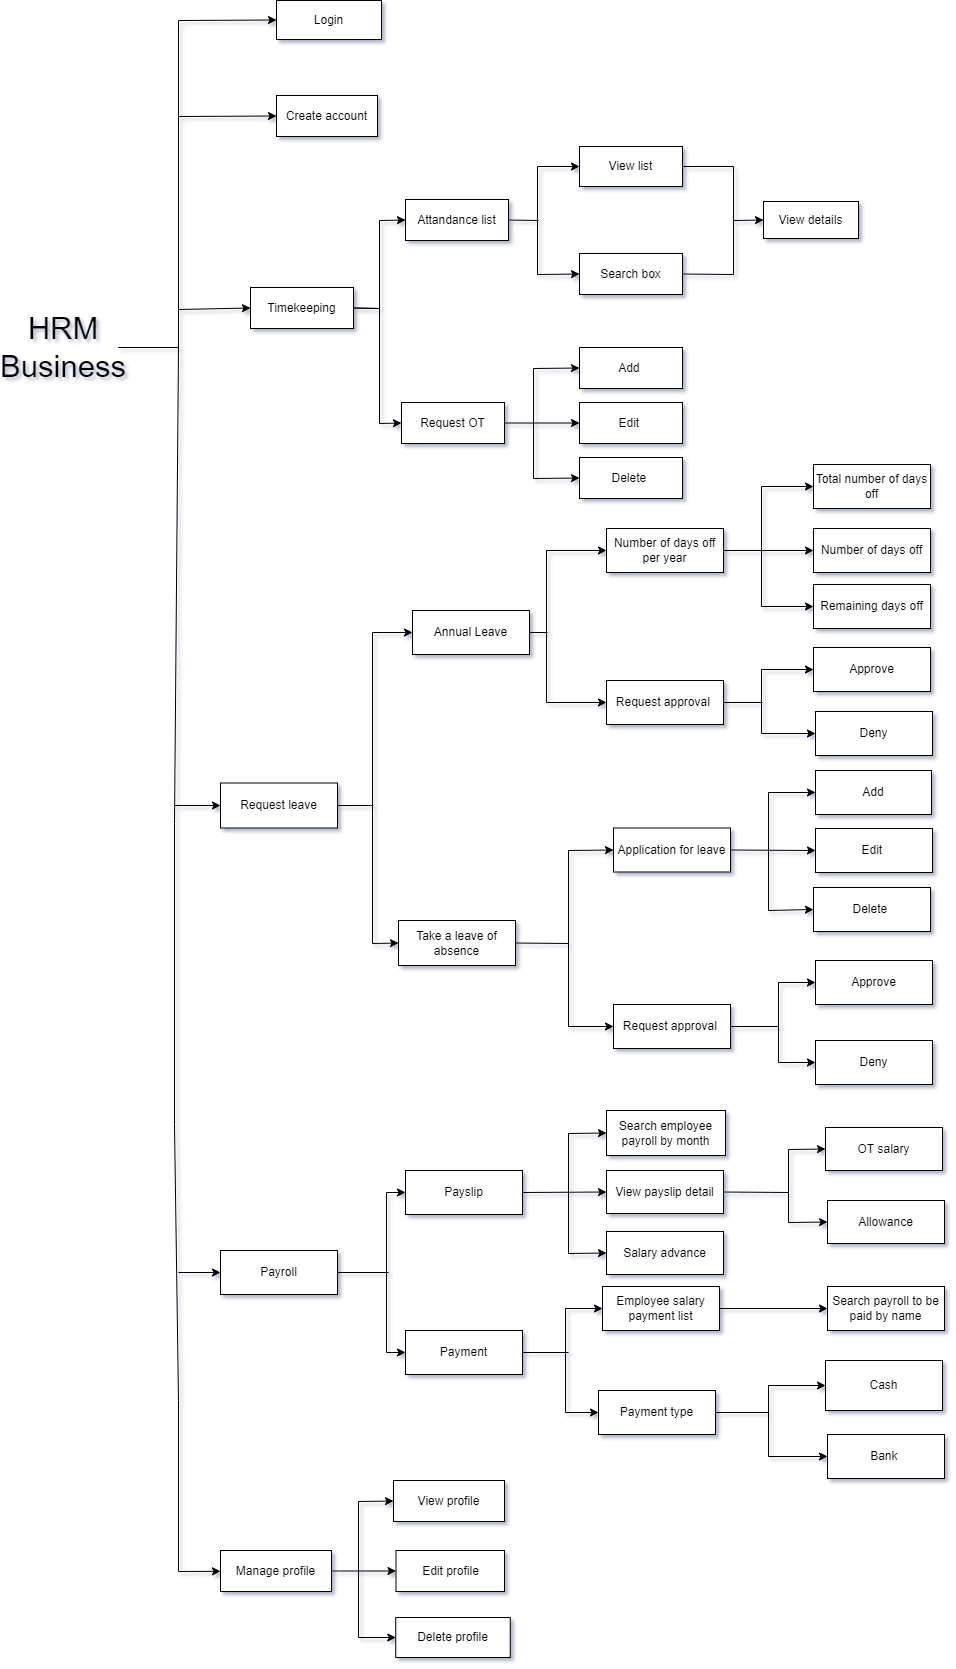 Login
Create account
View list
Attandance list
View details
Search box
Timekeeping
HRM
Business
Add
Request OT
Edit
Delete
Total number of days
off
Number of days off
per year
Number of days off
Remaining days off
Annual Leave
Approve
Request approval
Deny
Add
Request leave
Application for leave
Edit
Delete
Take a leave of
absence
Approve
Request approval
Deny
Search employee
payroll by month
OT salary
Payslip
View payslip detail
Allowance
Salary advance
Payroll
Employee salary
payment list
Search payroll to be
paid by name
Payment
Cash
Payment type
Bank
View profile
Manage profile
Edit profile
Delete profile